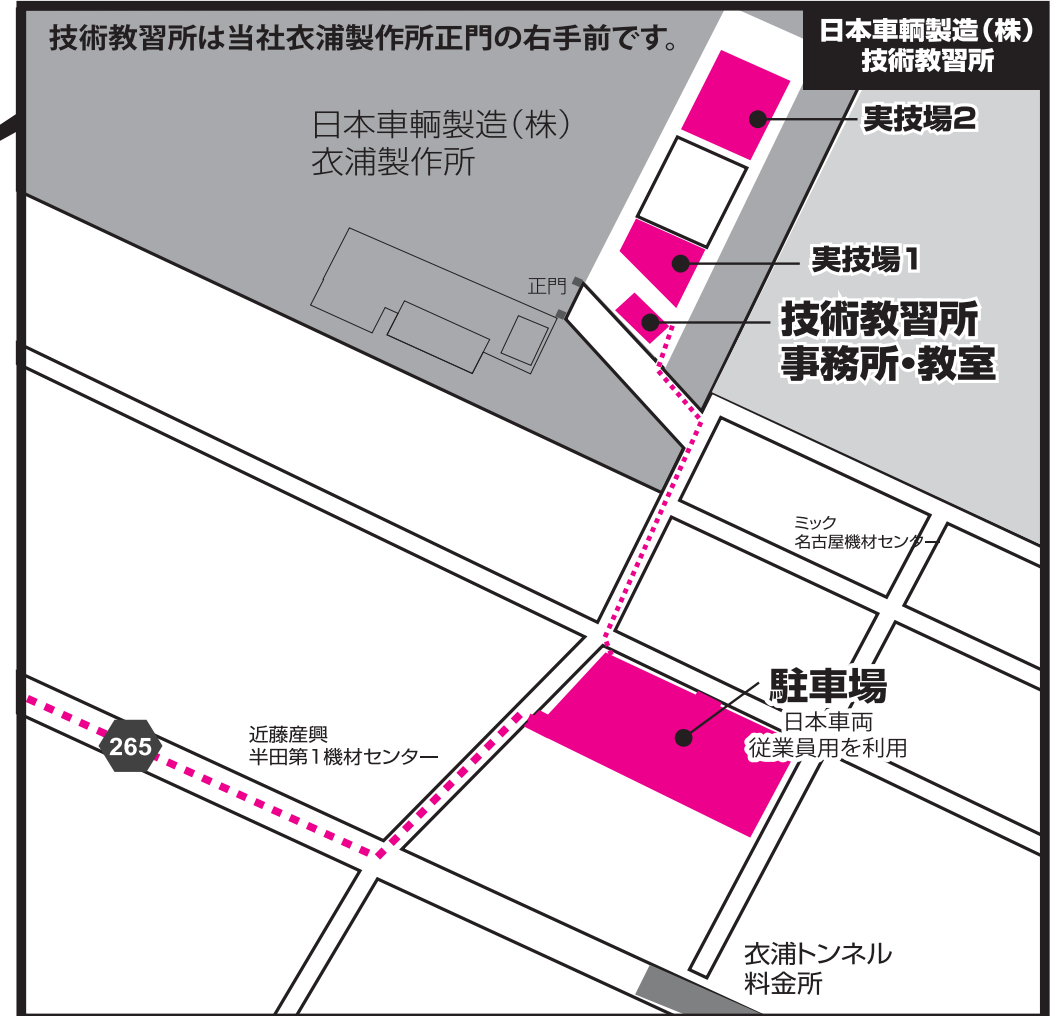 技術教習所は当社衣浦製作所正門の右手前です。
日本車輌製造(株)
技術教習所
日本車輌製造(株)
衣浦製作所
実技場2
実技場1
正門
技術教習所
事務所・教室
ミック
名古屋機材センター
駐車場
日本車両
従業員用を利用
近藤産興
半田第1機材センター
265
衣浦トンネル
料金所